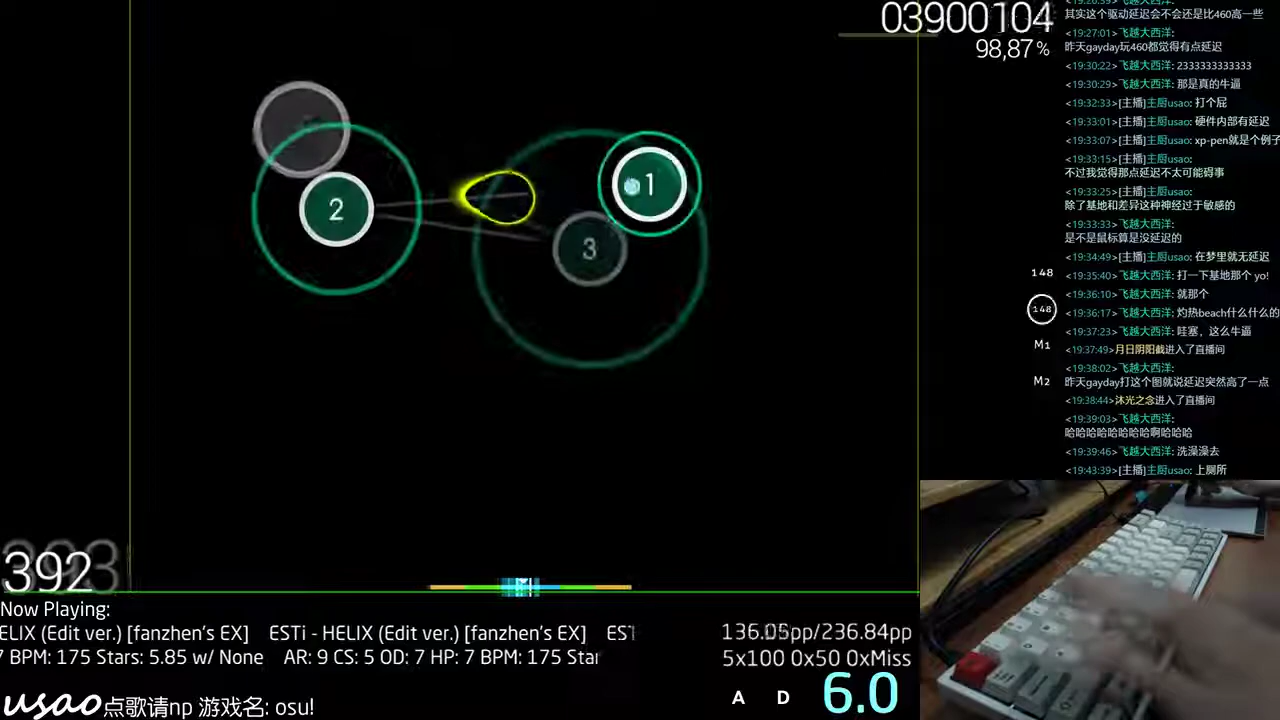 03900104
98,87%
2
1
3
392
Now Playing:
ELIX (Edit ver.) [fanzhen's EX] ESTi - HELIX (Edit ver.) [fanzhen's EX] EST
7 BPM: 175 Stars: 5.85 w/ None AR: 9 CS: 5 OD: 7 HP: 7 BPM: 175 Star
136.05pp/236.84pp
5x100 0x50 0xMiss
A D 6.0
usao点歌请np 游戏名: osu!
148
148
M1
M2
其实这个驱动延迟会不会还是比460高一些
<19:27:01> 飞越大西洋:
昨天gayday玩460都觉得有点延迟
<19:30:22> 飞越大西洋: 2333333333333
<19:30:29> 飞越大西洋: 那是真的牛逼
<19:32:33> [主播]主厨usao: 打个屁
<19:33:01> [主播]主厨usao: 硬件内部有延迟
<19:33:07> [主播]主厨usao: xp-pen就是个例子
<19:33:15> [主播]主厨usao:
不过我觉得那点延迟不太可能碍事
<19:33:25> [主播]主厨usao:
除了基地和差异这种神经过于敏感的
<19:33:33> 飞越大西洋:
是不是鼠标算是没延迟的
<19:34:49> [主播]主厨usao: 在梦里就无延迟
<19:35:40> 飞越大西洋: 打一下基地那个 yo!
<19:36:10> 飞越大西洋: 就那个
<19:36:17> 飞越大西洋: 灼热beach什么什么的
<19:37:23> 飞越大西洋: 哇塞，这么牛逼
<19:37:49> 月日阴阳截进入了直播间
<19:38:02> 飞越大西洋:
昨天gayday打这个图就说延迟突然高了一点
<19:38:44> 沐光之念进入了直播间
<19:39:03> 飞越大西洋:
哈哈哈哈哈哈哈哈啊哈哈哈
<19:39:46> 飞越大西洋: 洗澡澡去
<19:43:39> [主播]主厨usao: 上厕所